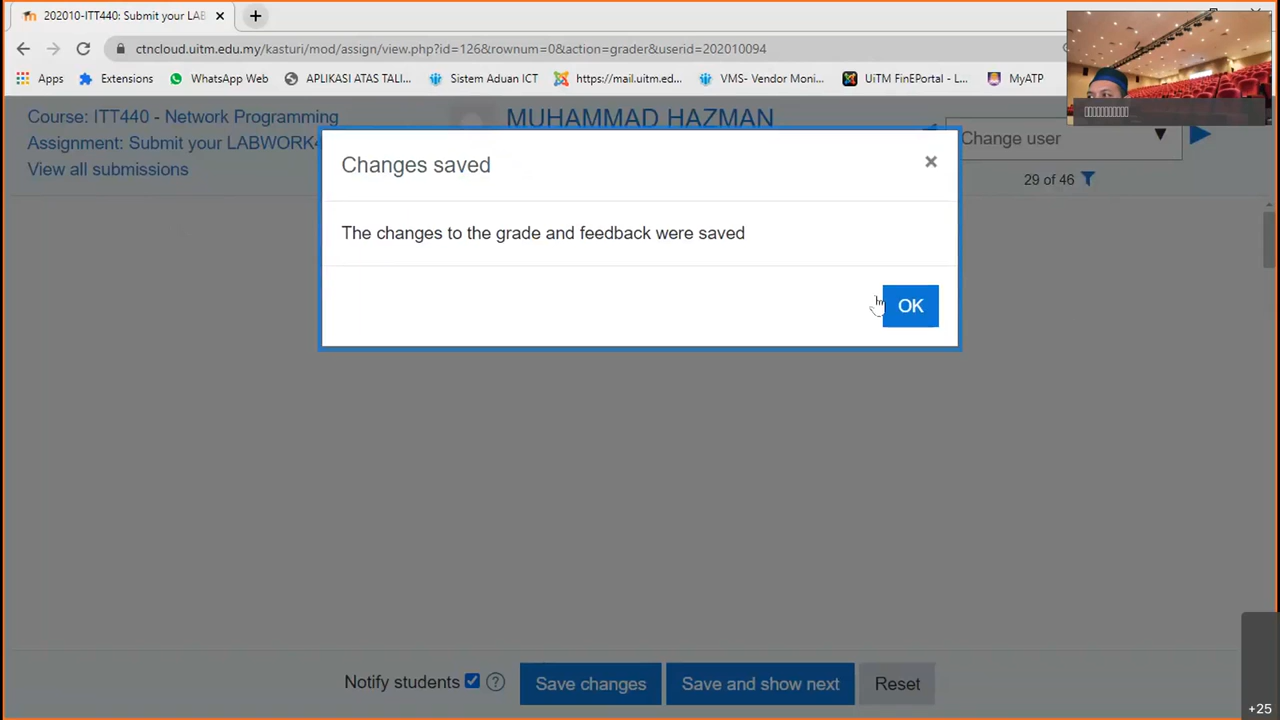 202010-ITT440: Submit your LAB
ctncloud.uitm.edu.my/kasturi/mod/assign/view.php?id=126&rownum=0&action=grader&userid=202010094
Apps
Extensions
WhatsApp Web
APLIKASI ATAS TALI...
Sistem Aduan ICT
https://mail.uitm.ed...
VMS- Vendor Moni...
UiTM FinEPortal - L...
MyATP
Course: ITT440 - Network Programming
Assignment: Submit your LABWORK4
View all submissions
MUHAMMAD HAZMAN
Change user
29 of 46
Changes saved
×
The changes to the grade and feedback were saved
OK
Notify students
Save changes
Save and show next
Reset
+25